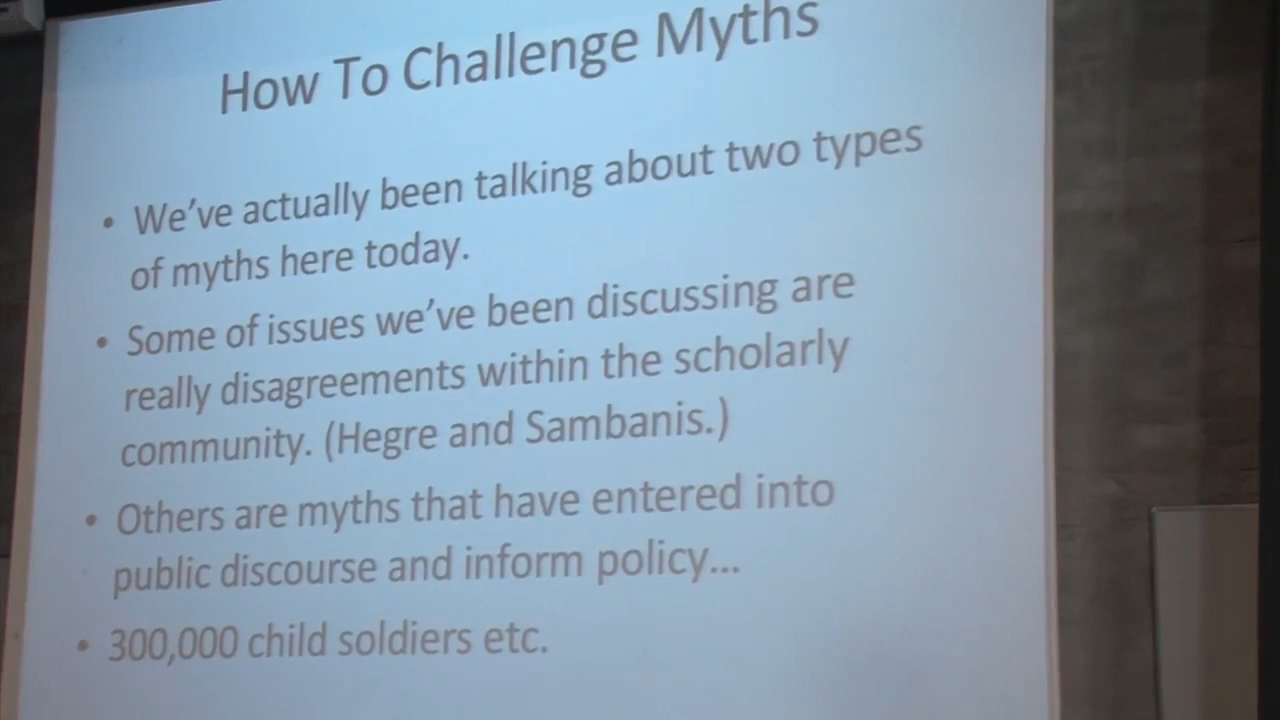 How To Challenge Myths
• We've actually been talking about two types
of myths here today.
• Some of issues we've been discussing are
really disagreements within the scholarly
community. (Hegre and Sambanis.)
• Others are myths that have entered into
public discourse and inform policy...
• 300,000 child soldiers etc.